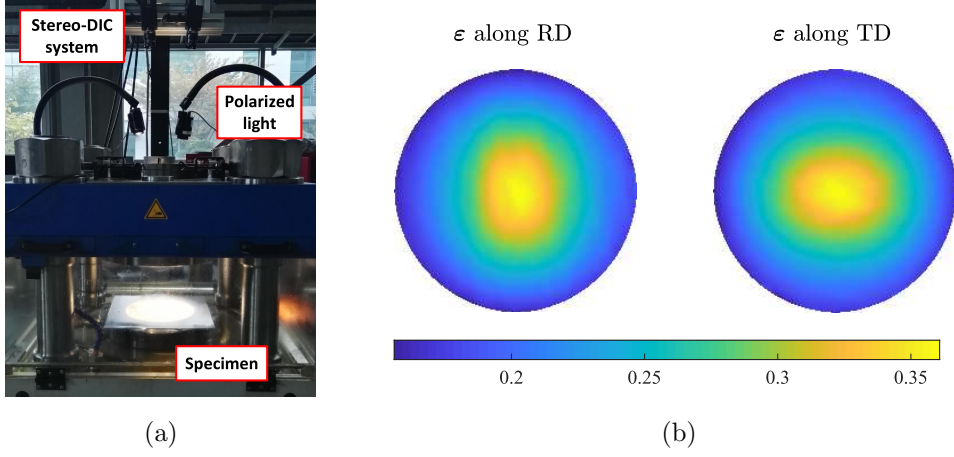 Stereo-DIC
system
Polarized
light
Specimen
(a)
ε along RD
ε along TD
0.2
0.25
0.3
0.35
(b)